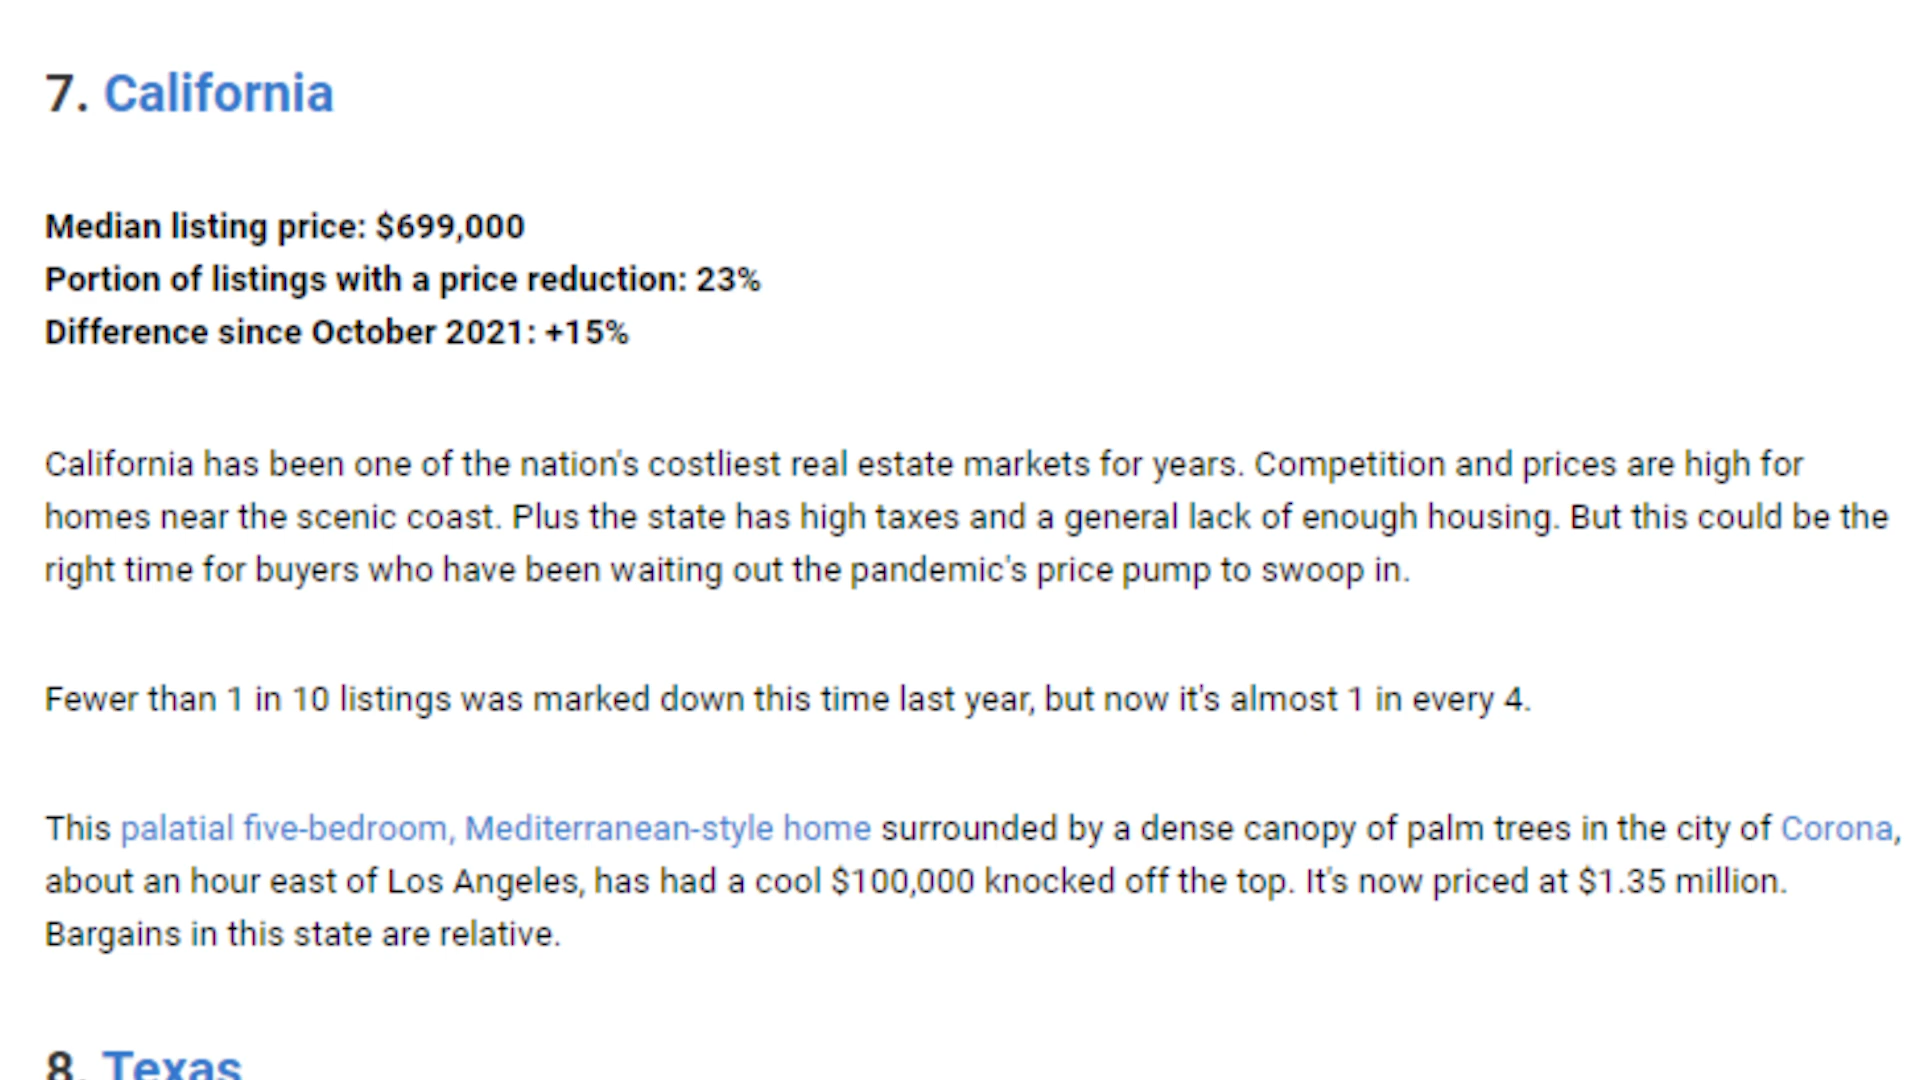 7. California
Median listing price: $699,000
Portion of listings with a price reduction: 23%
Difference since October 2021: +15%
California has been one of the nation's costliest real estate markets for years. Competition and prices are high for
homes near the scenic coast. Plus the state has high taxes and a general lack of enough housing. But this could be the
right time for buyers who have been waiting out the pandemic's price pump to swoop in.
Fewer than 1 in 10 listings was marked down this time last year, but now it's almost 1 in every 4.
This palatial five-bedroom, Mediterranean-style home surrounded by a dense canopy of palm trees in the city of Corona,
about an hour east of Los Angeles, has had a cool $100,000 knocked off the top. It's now priced at $1.35 million.
Bargains in this state are relative.
8. Texas